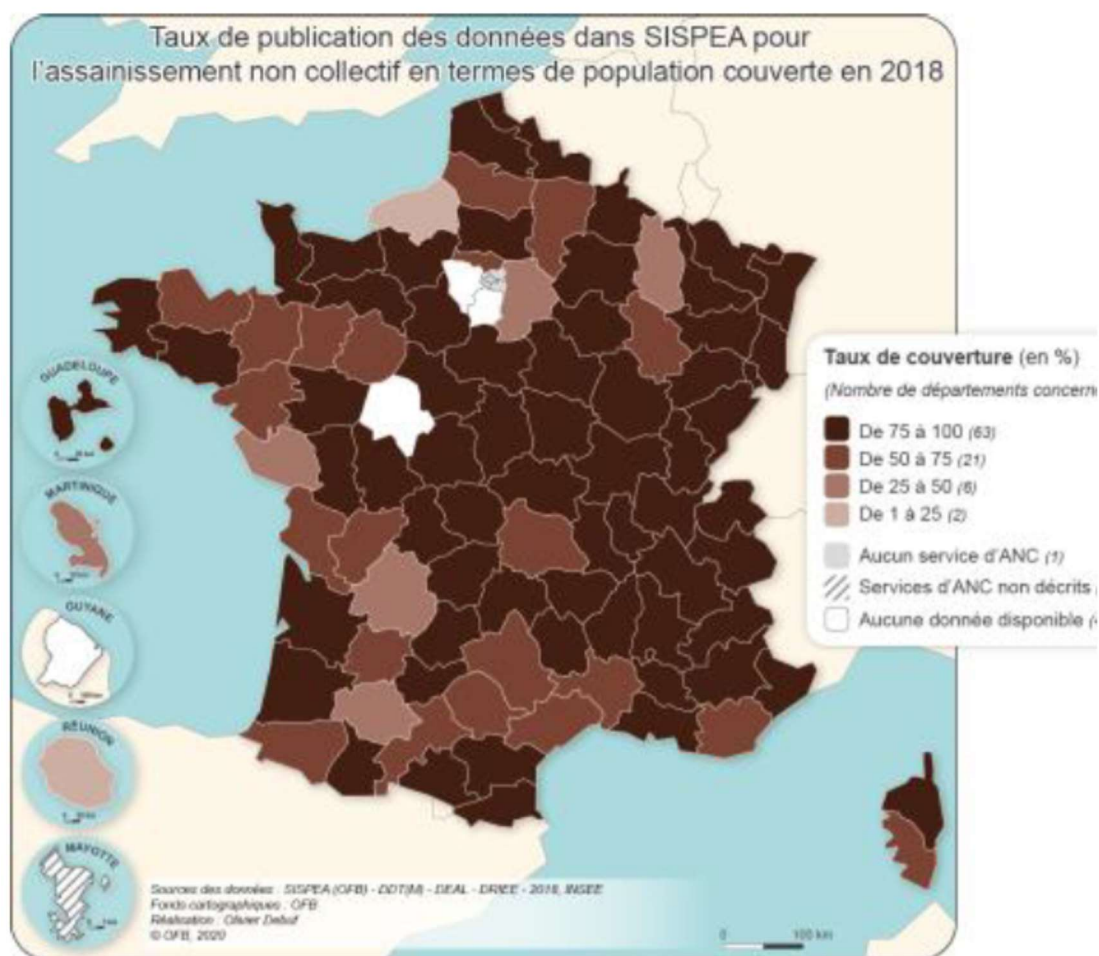 Taux de publication des données dans SISPEA pour
l'assainissement non collectif en termes de population couverte en 2018
GUADELOUPE
MARTINIQUE
GUYANE
RÉUNION
MAYOTTE
Taux de couverture (en %)
(Nombre de départements concerné
De 75 à 100 (63)
De 50 à 75 (21)
De 25 à 50 (6)
De 1 à 25 (2)
Aucun service d'ANC (1)
Services d'ANC non décrits
Aucune donnée disponible
Sources des données : SISPEA (OFB) - DDT(M) - DEAL - DRIEE - 2018, INSEE
Fonds cartographiques : OFB
Réalisation : Olivier Debuf
© OFB, 2020
0 100 km